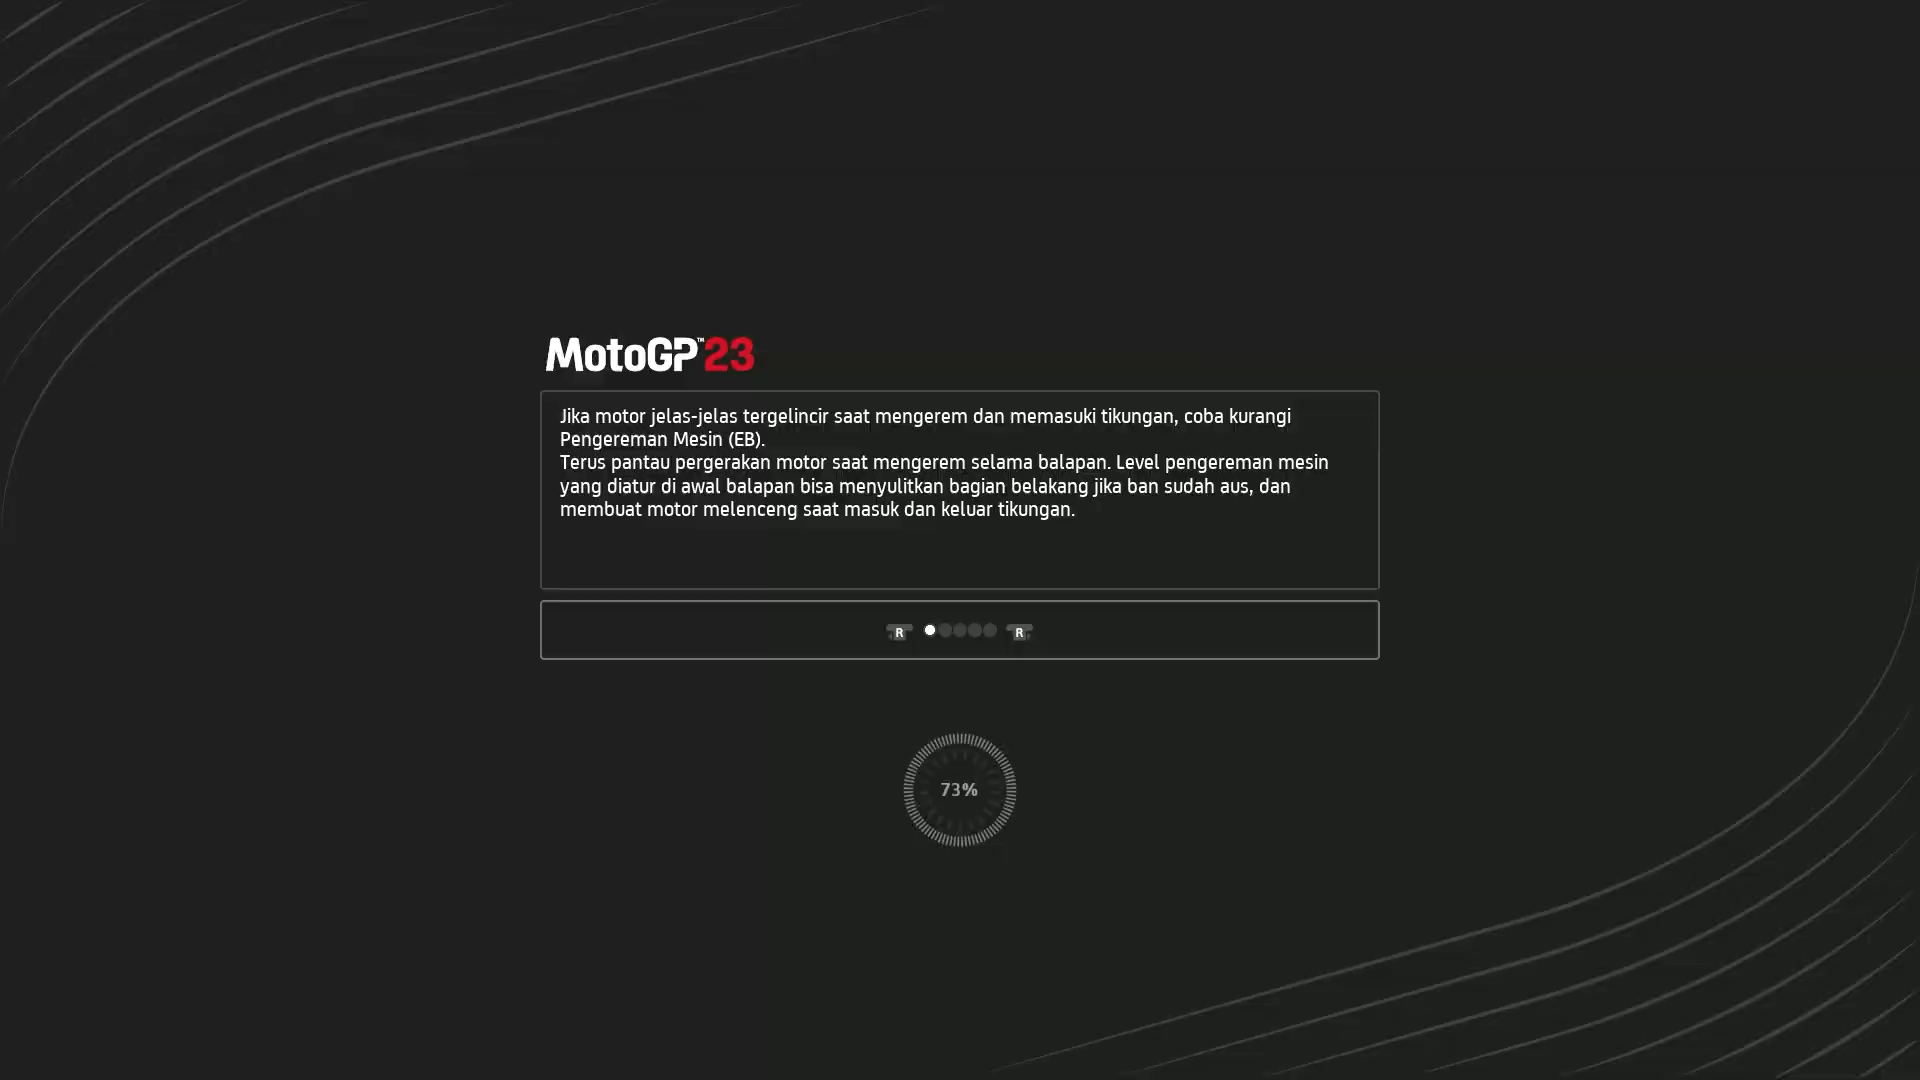 MotoGP™23
Jika motor jelas-jelas tergelincir saat mengerem dan memasuki tikungan, coba kurangi
Pengereman Mesin (EB).
Terus pantau pergerakan motor saat mengerem selama balapan. Level pengereman mesin
yang diatur di awal balapan bisa menyulitkan bagian belakang jika ban sudah aus, dan
membuat motor melenceng saat masuk dan keluar tikungan.
R R
73%